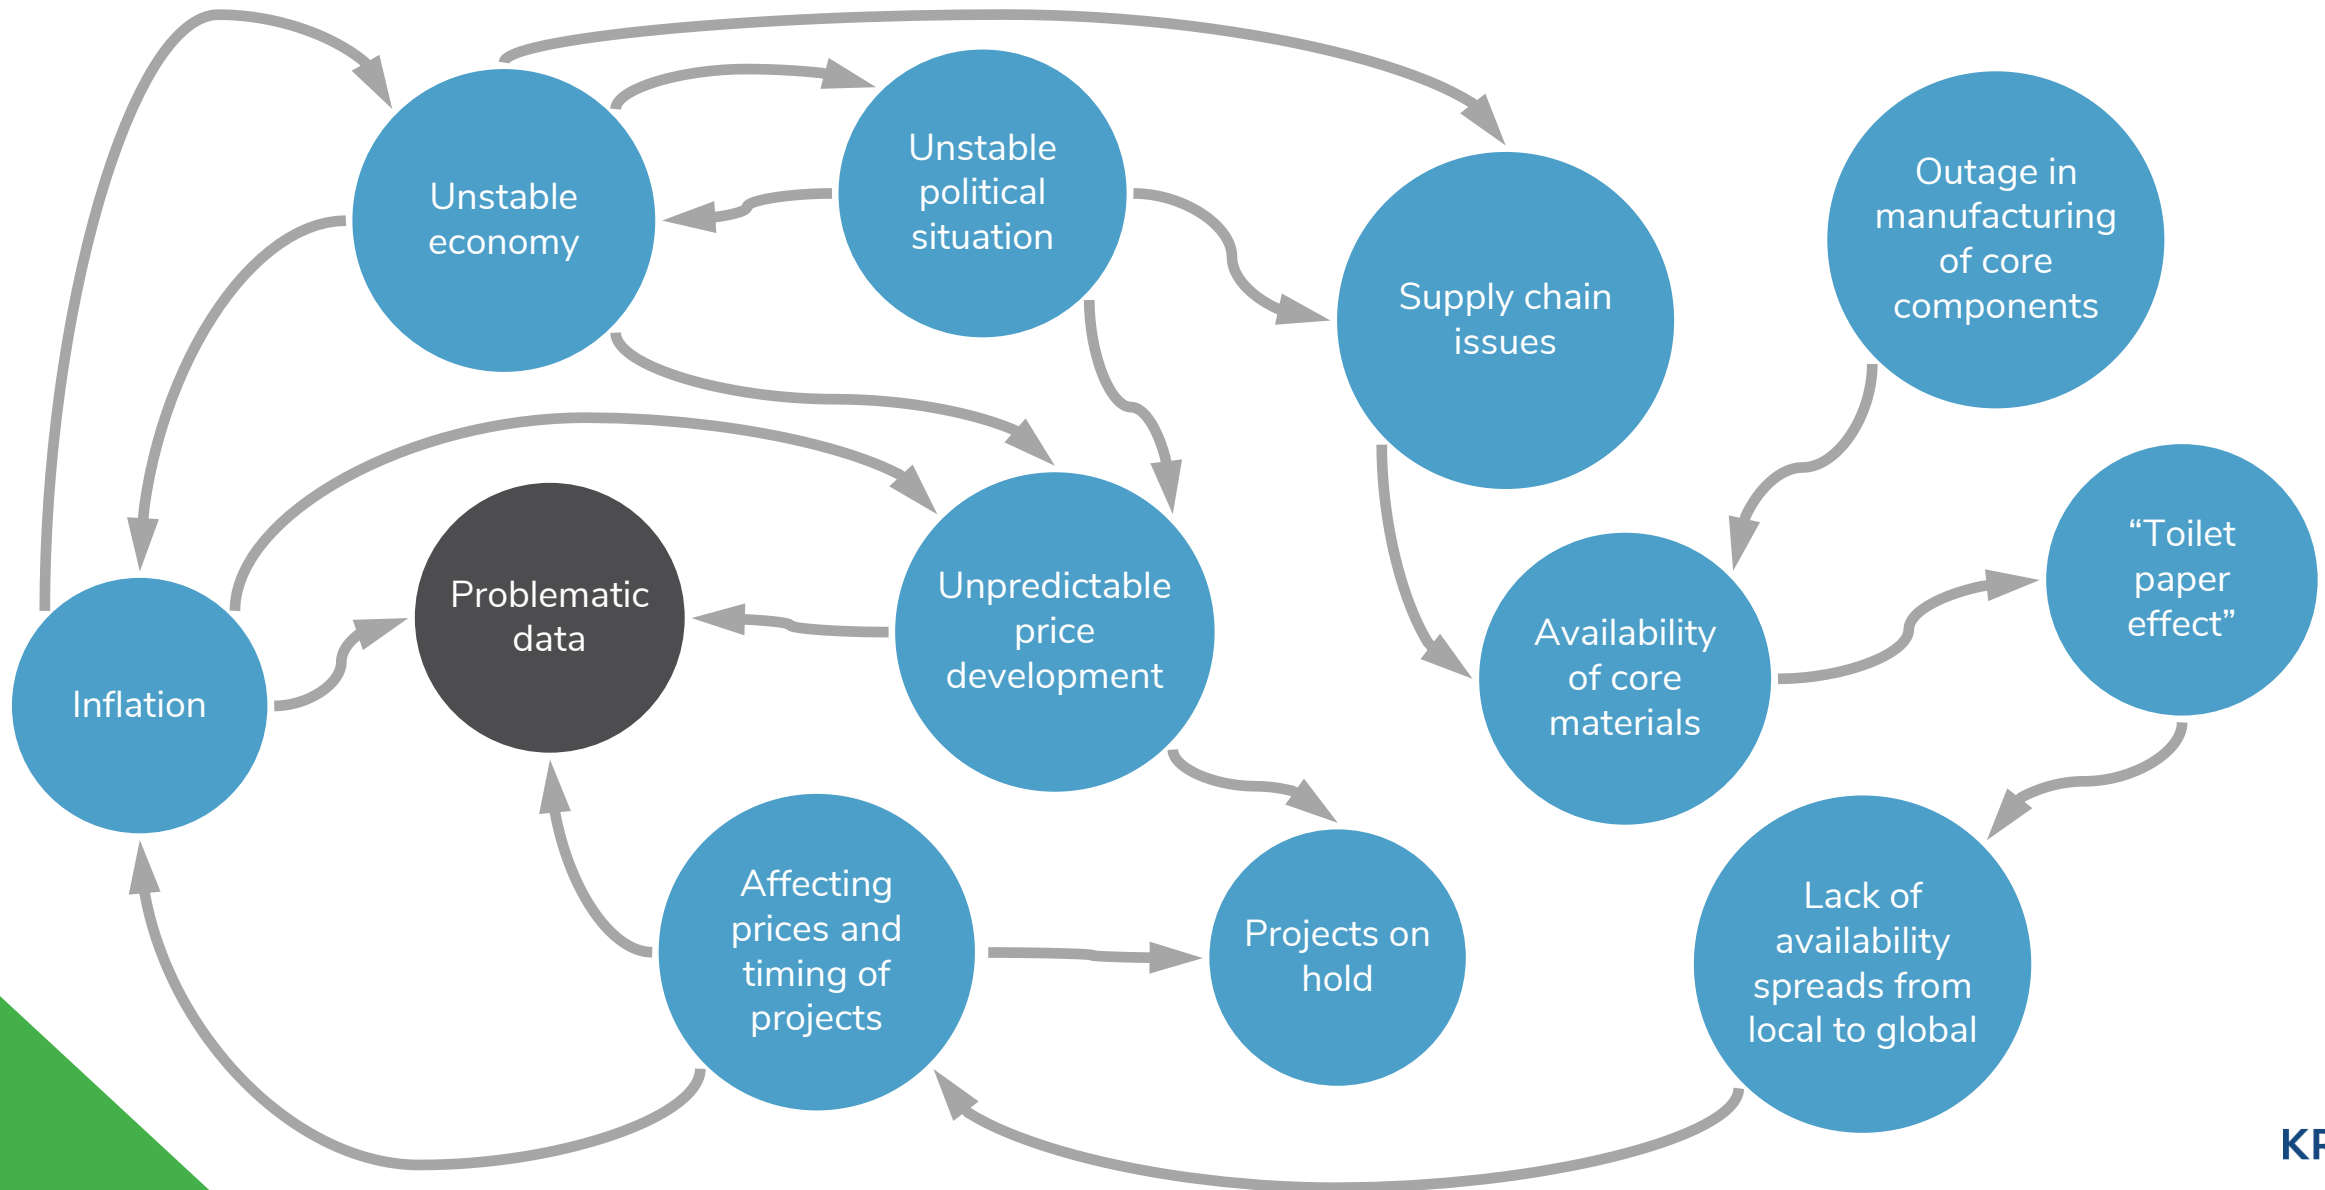 Unstable
economy
Unstable
political
situation
Supply chain
issues
Outage in
manufacturing
of core
components
Inflation
Problematic
data
Unpredictable
price
development
Availability
of core
materials
“Toilet
paper
effect”
Affecting
prices and
timing of
projects
Projects on
hold
Lack of
availability
spreads from
local to global